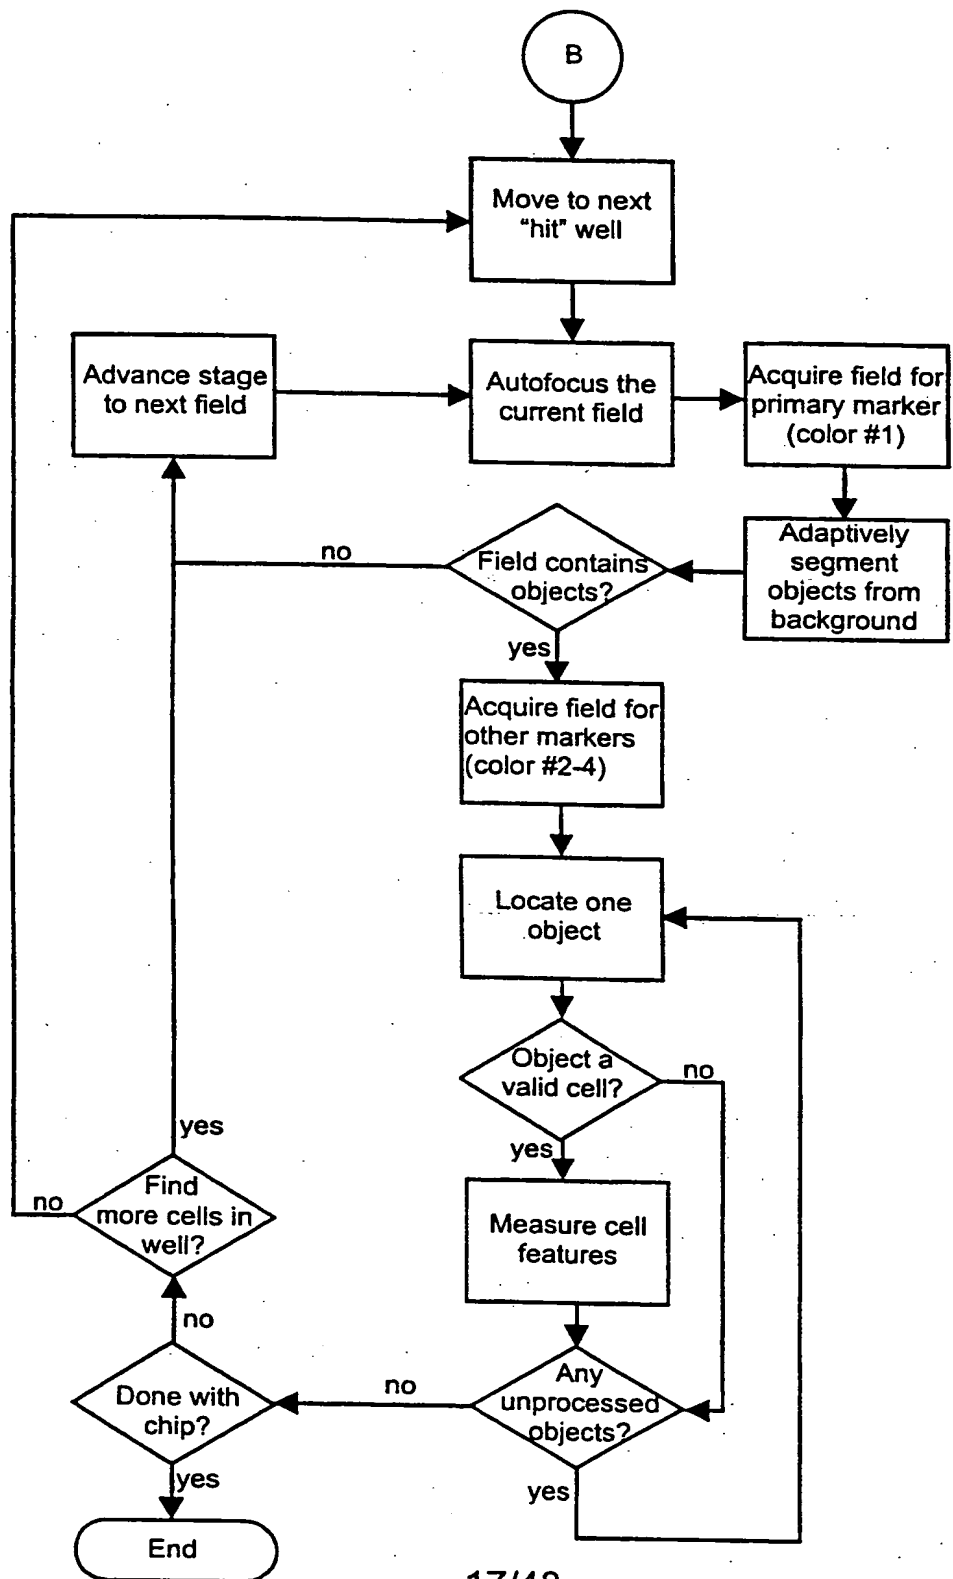 B
Move to next
"hit" well
Advance stage
to next field
Autofocus the
current field
Acquire field for
primary marker
(color #1)
Adaptively
segment
objects from
background
Field contains
objects?
no
yes
Acquire field for
other markers
(color #2-4)
Locate one
object
Object a
valid cell?
no
yes
Measure cell
features
Any
unprocessed
objects?
yes
no
Done with
chip?
no
yes
Find
more cells in
well?
yes
no
End
17/48